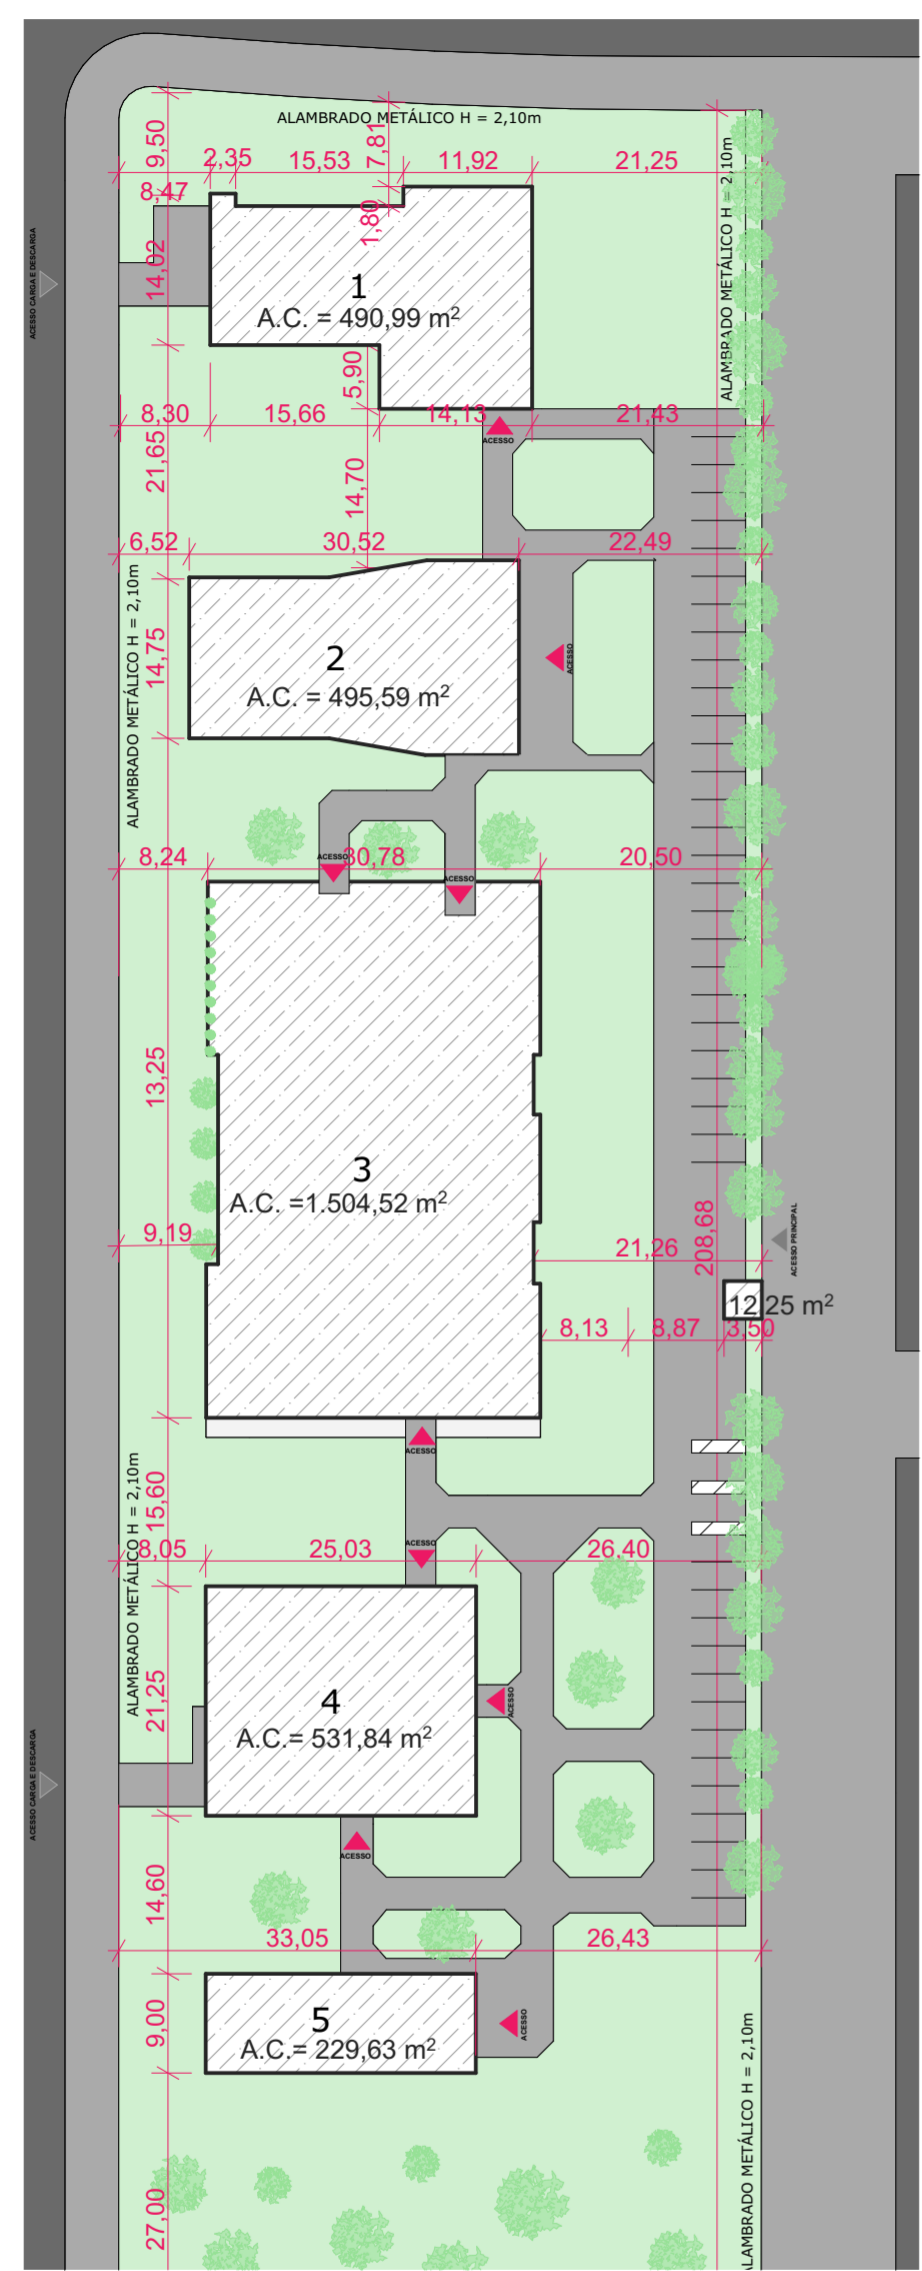 ALAMBRADO METÁLICO H = 2,10m
9,50
7,81
2,35
15,53
11,92
21,25
8,47
1,80
ALAMBRADO METÁLICO H = 2,10m
ACESSO CARGA E DESCARGA
14,02
1
A.C. = 490,99 m²
5,90
8,30
15,66
14,13
21,43
ACESSO
21,65
14,70
6,52
30,52
22,49
ALAMBRADO METÁLICO H = 2,10m
14,75
2
A.C. = 495,59 m²
ACESSO
8,24
ACESSO
30,78
20,50
ACESSO
13,25
3
A.C. =1.504,52 m²
9,19
21,26
208,68
ACESSO PRINCIPAL
12,25 m²
8,13
8,87
3,50
ACESSO
ALAMBRADO METÁLICO H = 2,10m
15,60
8,05
25,03
ACESSO
26,40
21,25
4
A.C.= 531,84 m²
ACESSO
ACESSO CARGA E DESCARGA
ACESSO
14,60
33,05
26,43
9,00
5
A.C.= 229,63 m²
ACESSO
ALAMBRADO METÁLICO H = 2,10m
27,00